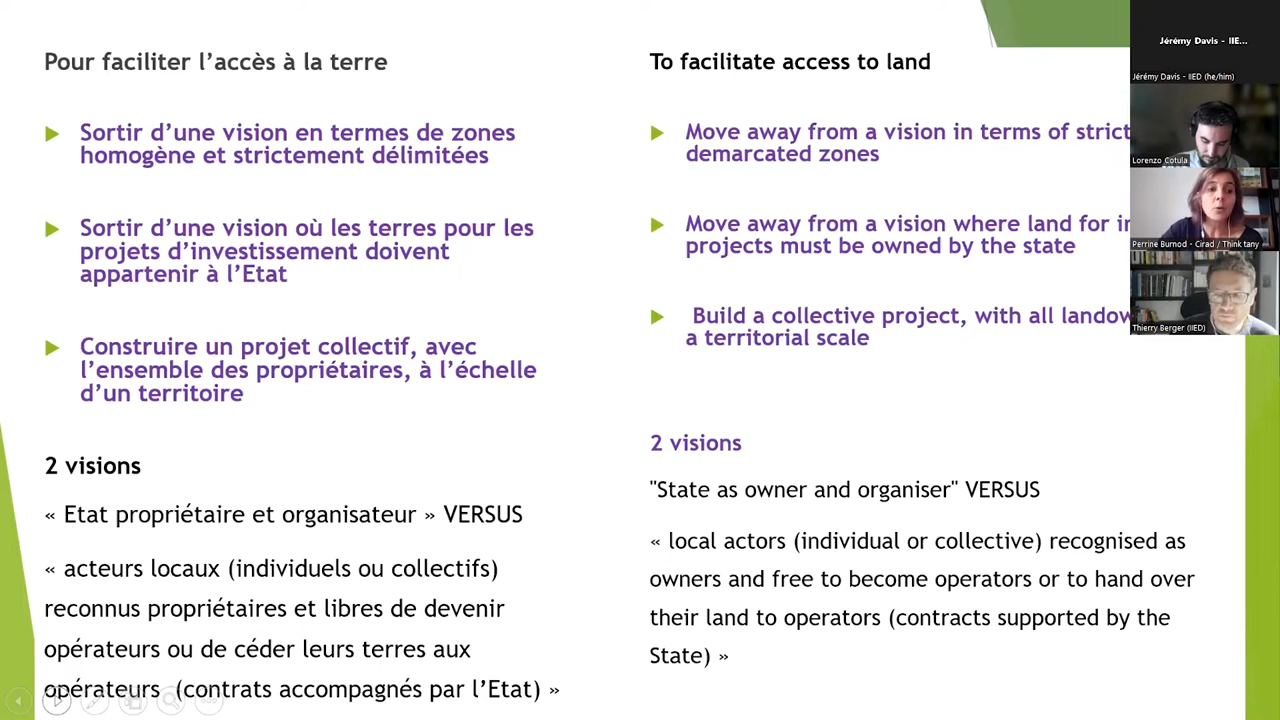 Pour faciliter l’accès à la terre
Sortir d’une vision en termes de zones
homogène et strictement délimitées
Sortir d’une vision où les terres pour les
projets d’investissement doivent
appartenir à l’Etat
Construire un projet collectif, avec
l’ensemble des propriétaires, à l’échelle
d’un territoire
2 visions
« Etat propriétaire et organisateur » VERSUS
« acteurs locaux (individuels ou collectifs)
reconnus propriétaires et libres de devenir
opérateurs ou de céder leurs terres aux
opérateurs (contrats accompagnés par l’Etat) »
To facilitate access to land
Move away from a vision in terms of strict
demarcated zones
Move away from a vision where land for
projects must be owned by the state
Build a collective project, with all
a territorial scale
2 visions
"State as owner and organiser" VERSUS
« local actors (individual or collective) recognised as
owners and free to become operators or to hand over
their land to operators (contracts supported by the
State) »
Jérémy Davis - IIE...
Jérémy Davis - IIED (he/him)
Lorenzo Cotula
Perrine Burnod - Cirad / Think tany
Thierry Berger (IIED)